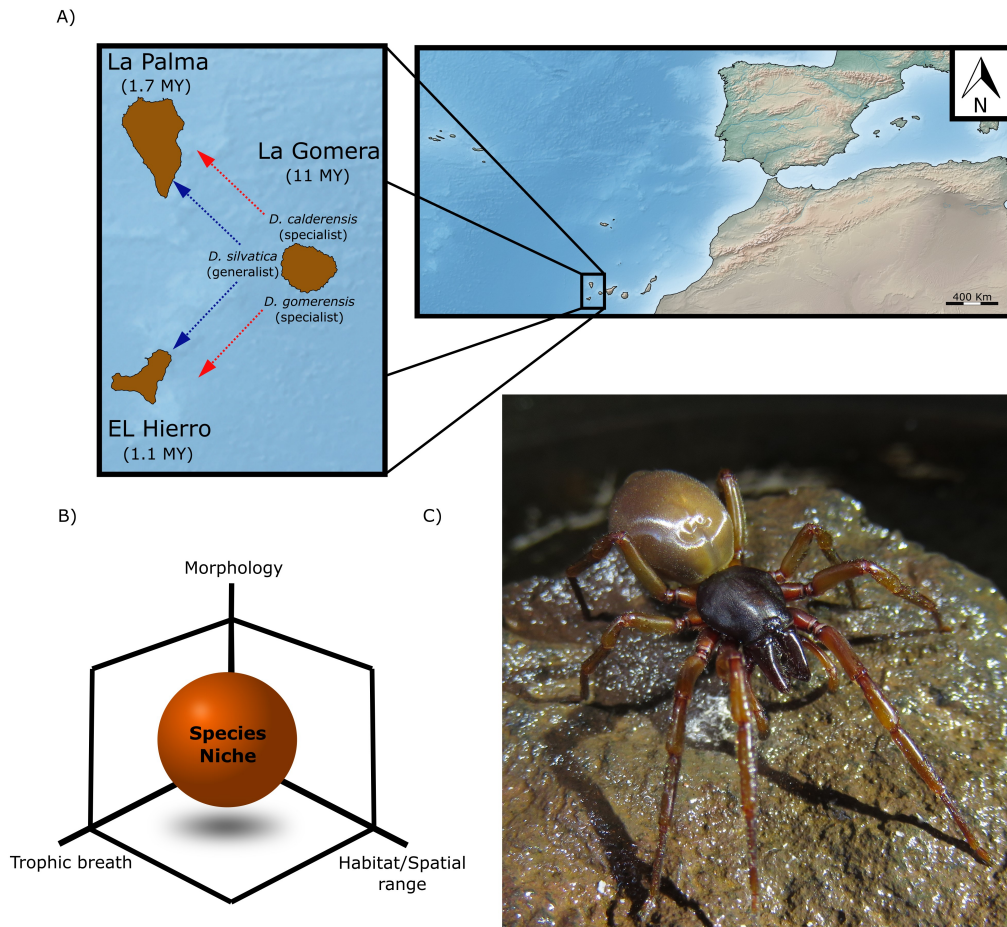 A)
La Palma
(1.7 MY)
La Gomera
(11 MY)
D. calderensis
(specialist)
D. silvatica
(generalist)
D. gomerensis
(specialist)
EL Hierro
(1.1 MY)
N
400 Km
B)
Morphology
Species
Niche
Trophic breath
Habitat/Spatial
range
C)